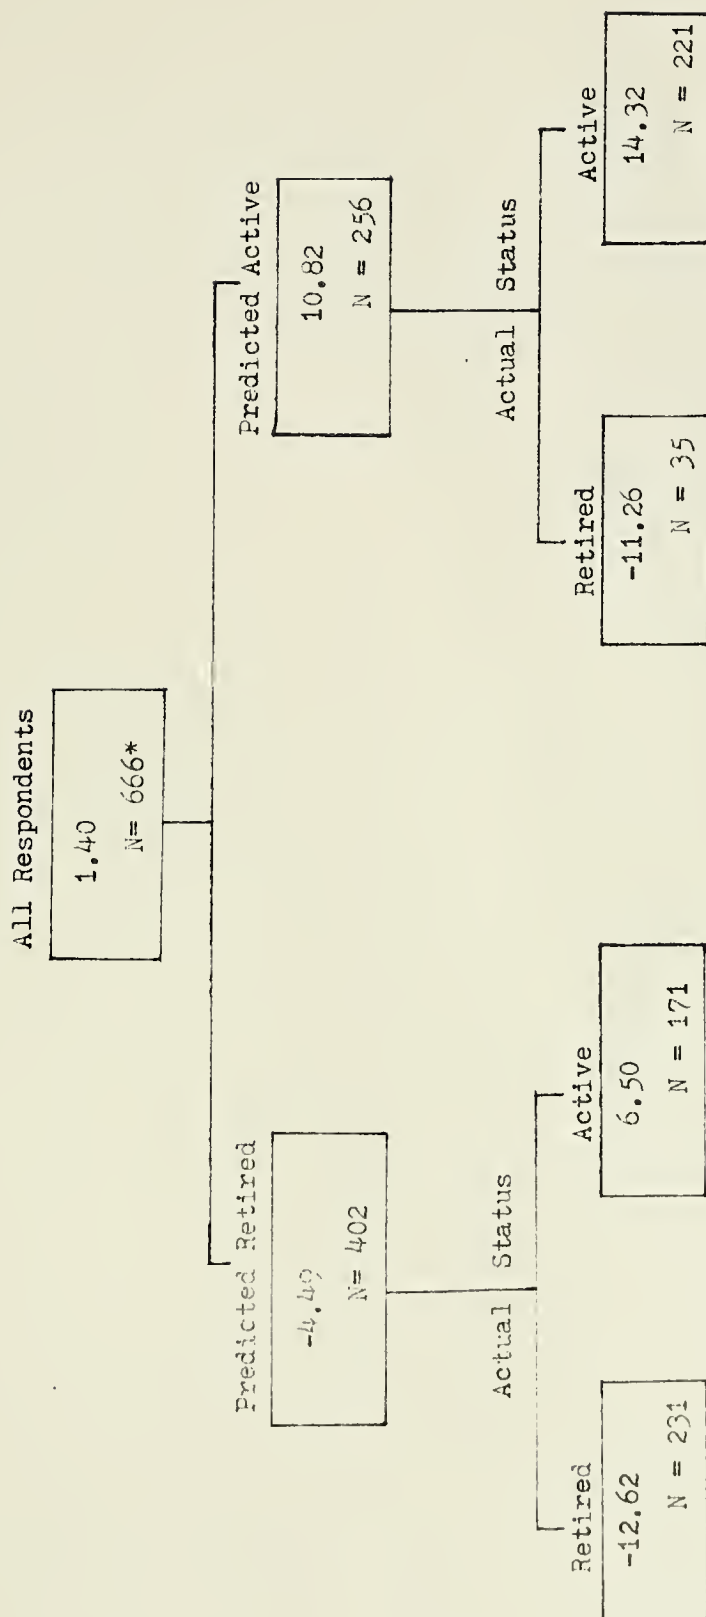 All Respondents
1.40
N= 666*
Predicted Retired
-4.49
N= 402
Predicted Active
10.82
N = 256
Actual Status
Retired
-12.62
N = 231
Active
6.50
N = 171
Actual Status
Retired
-11.26
N = 35
Active
14.32
N = 221